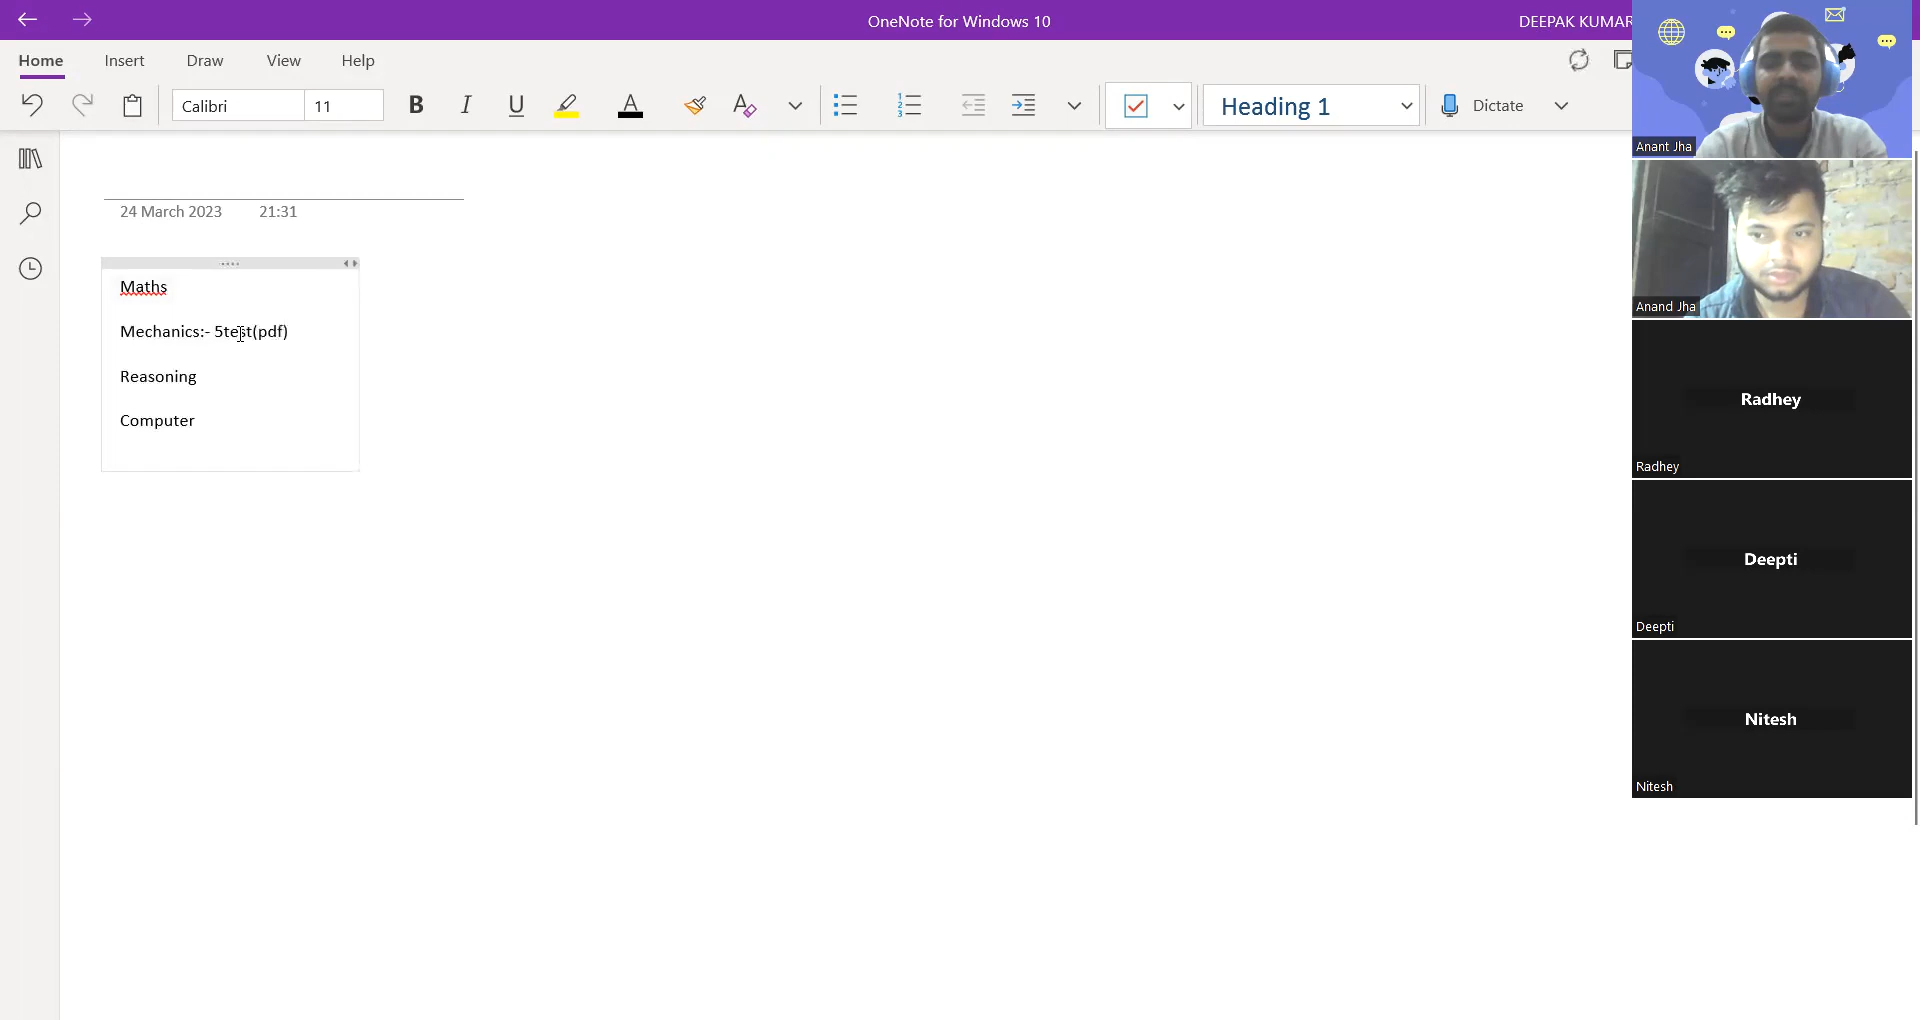 OneNote for Windows 10
DEEPAK KUMAR
Home
Insert
Draw
View
Help
Calibri
11
B
I
U
A
A
Heading 1
Dictate
24 March 2023
21:31
Maths
Mechanics:- 5test(pdf)
Reasoning
Computer
Anant Jha
Anand Jha
Radhey
Radhey
Deepti
Deepti
Nitesh
Nitesh